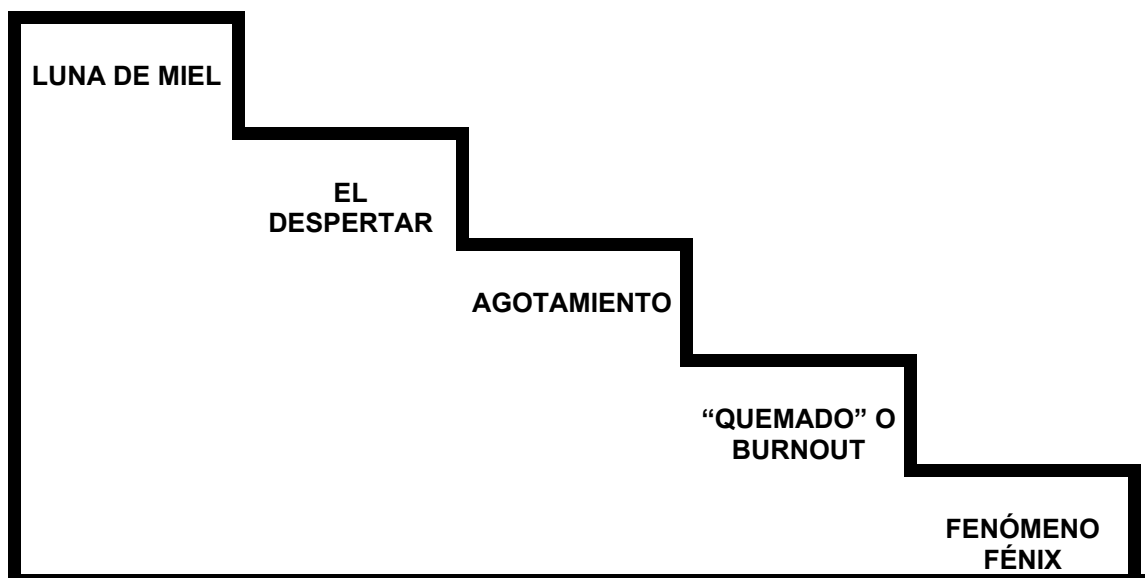 LUNA DE MIEL
EL
DESPERTAR
AGOTAMIENTO
“QUEMADO” O
BURNOUT
FENÓMENO
FÉNIX